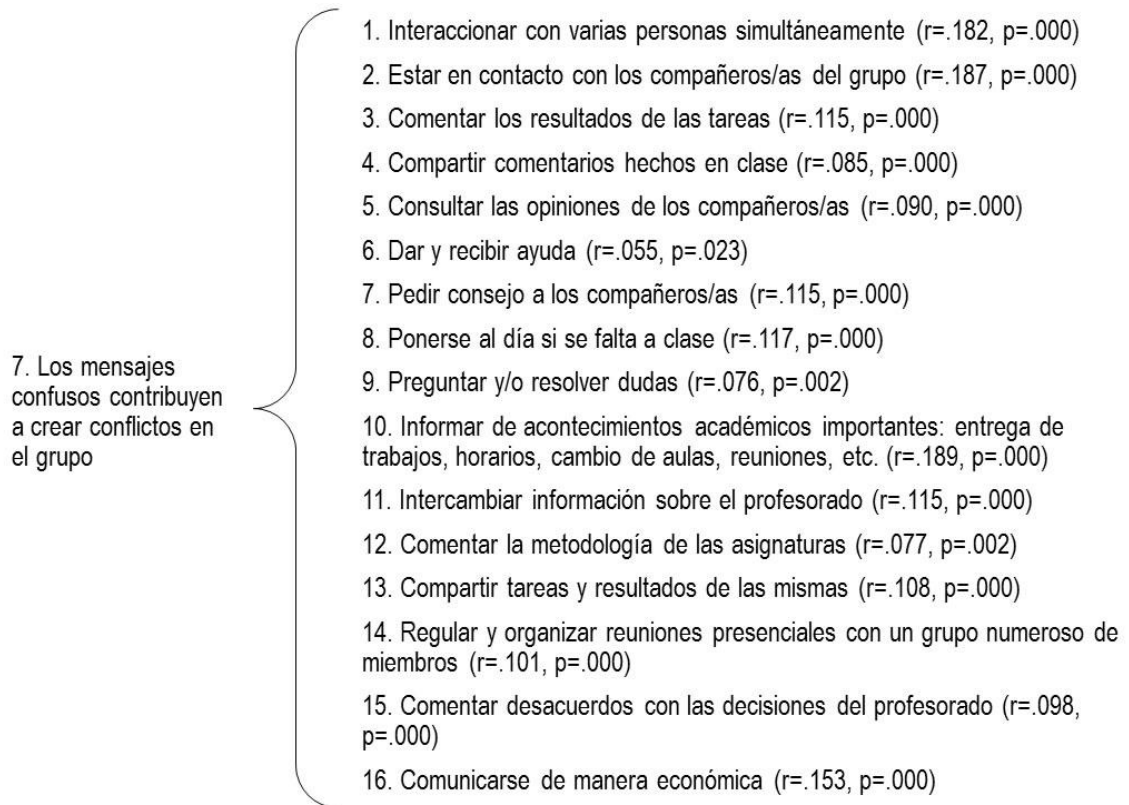 7. Los mensajes
confusos contribuyen
a crear conflictos en
el grupo
1. Interaccionar con varias personas simultáneamente (r=.182, p=.000)
2. Estar en contacto con los compañeros/as del grupo (r=.187, p=.000)
3. Comentar los resultados de las tareas (r=.115, p=.000)
4. Compartir comentarios hechos en clase (r=.085, p=.000)
5. Consultar las opiniones de los compañeros/as (r=.090, p=.000)
6. Dar y recibir ayuda (r=.055, p=.023)
7. Pedir consejo a los compañeros/as (r=.115, p=.000)
8. Ponerse al día si se falta a clase (r=.117, p=.000)
9. Preguntar y/o resolver dudas (r=.076, p=.002)
10. Informar de acontecimientos académicos importantes: entrega de
trabajos, horarios, cambio de aulas, reuniones, etc. (r=.189, p=.000)
11. Intercambiar información sobre el profesorado (r=.115, p=.000)
12. Comentar la metodología de las asignaturas (r=.077, p=.002)
13. Compartir tareas y resultados de las mismas (r=.108, p=.000)
14. Regular y organizar reuniones presenciales con un grupo numeroso de
miembros (r=.101, p=.000)
15. Comentar desacuerdos con las decisiones del profesorado (r=.098,
p=.000)
16. Comunicarse de manera económica (r=.153, p=.000)